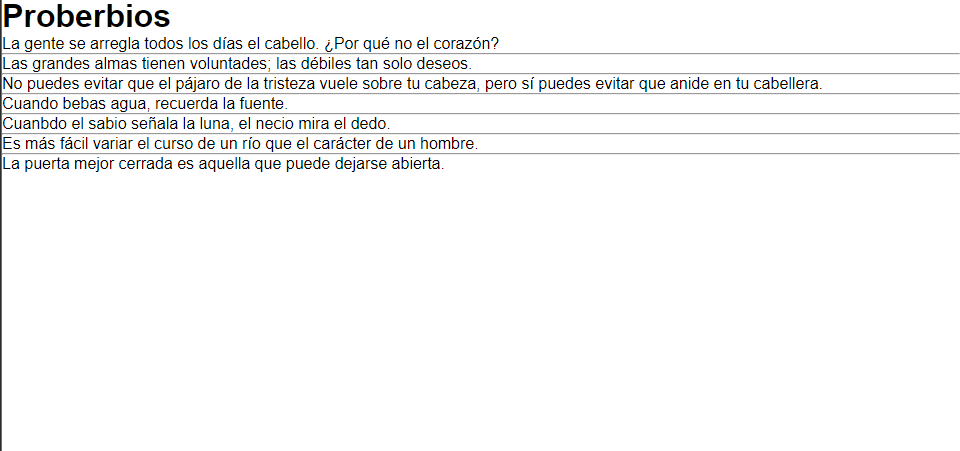 Proberbios
La gente se arregla todos los días el cabello. ¿Por qué no el corazón?
Las grandes almas tienen voluntades; las débiles tan solo deseos.
No puedes evitar que el pájaro de la tristeza vuele sobre tu cabeza, pero sí puedes evitar que anide en tu cabellera.
Cuando bebas agua, recuerda la fuente.
Cuanbdo el sabio señala la luna, el necio mira el dedo.
Es más fácil variar el curso de un río que el carácter de un hombre.
La puerta mejor cerrada es aquella que puede dejarse abierta.